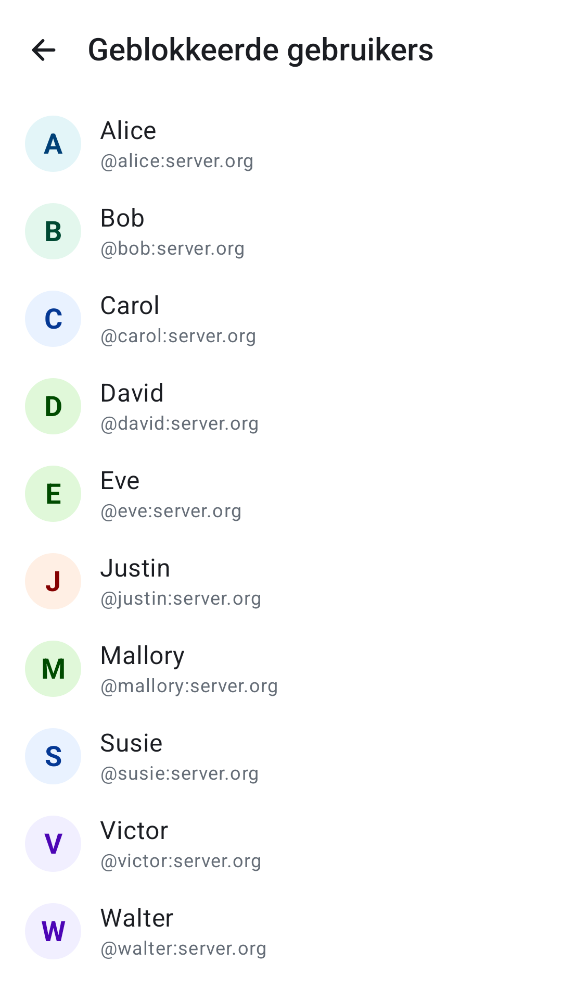 Geblokkeerde gebruikers
A
Alice
@alice:server.org
B
Bob
@bob:server.org
C
Carol
@carol:server.org
D
David
@david:server.org
E
Eve
@eve:server.org
J
Justin
@justin:server.org
M
Mallory
@mallory:server.org
S
Susie
@susie:server.org
V
Victor
@victor:server.org
W
Walter
@walter:server.org